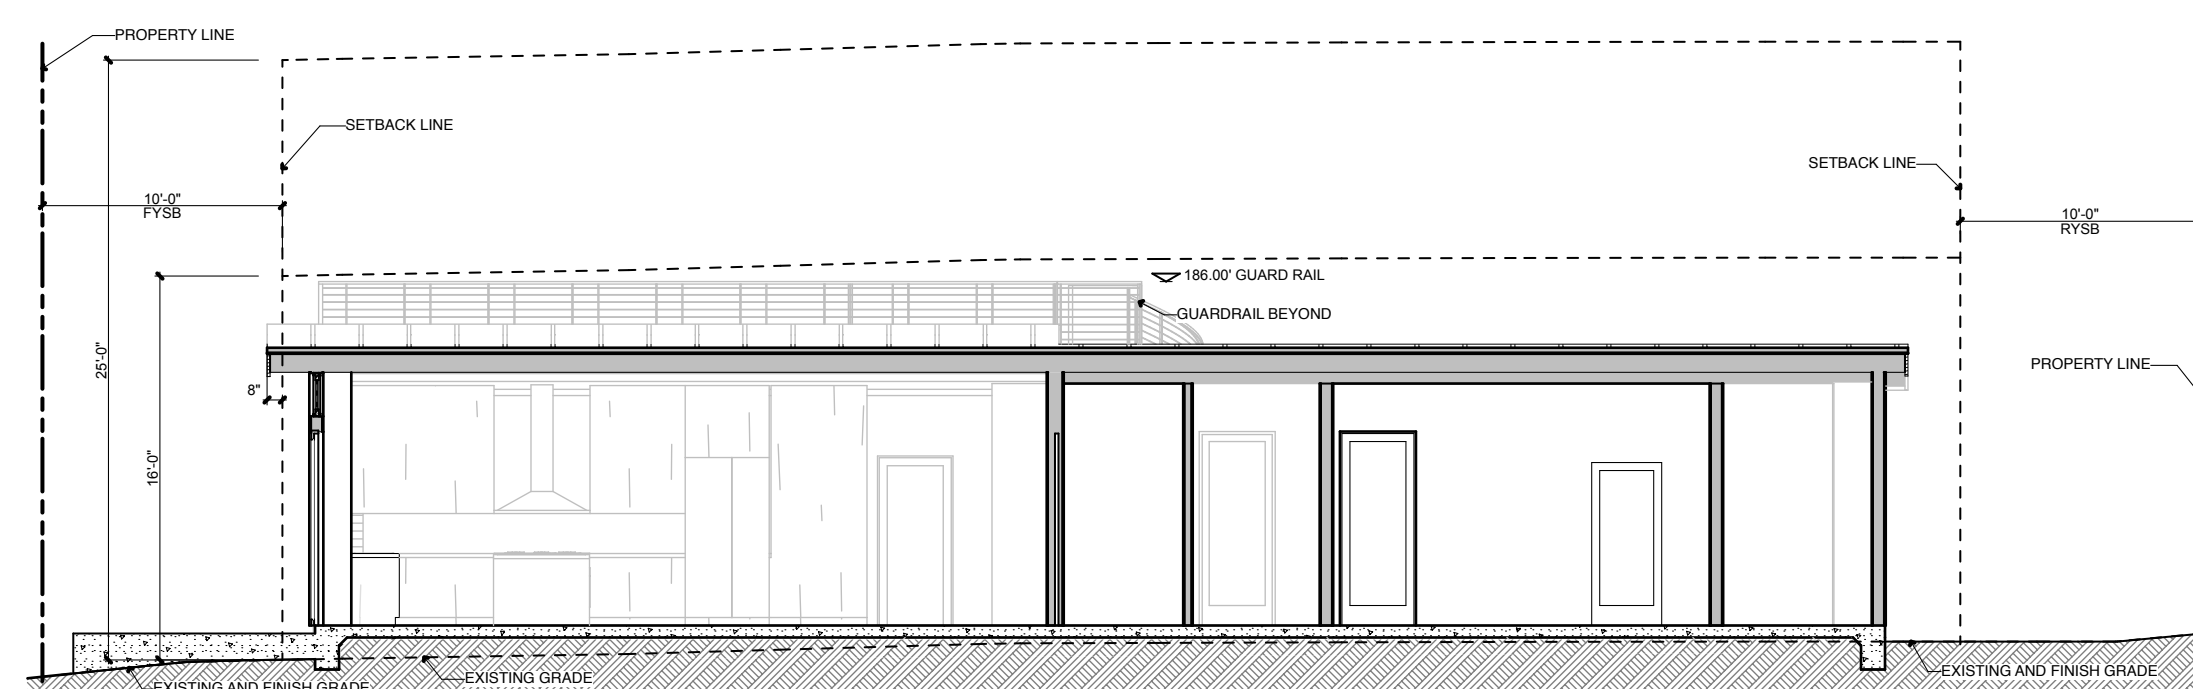 PROPERTY LINE
SETBACK LINE
SETBACK LINE
10'-0"
FYSB
10'-0"
RYSB
186.00' GUARD RAIL
GUARDRAIL BEYOND
25'-0"
PROPERTY LINE
8"
16'-0"
EXISTING GRADE
EXISTING AND FINISH GRADE
EXISTING AND FINISH GRADE